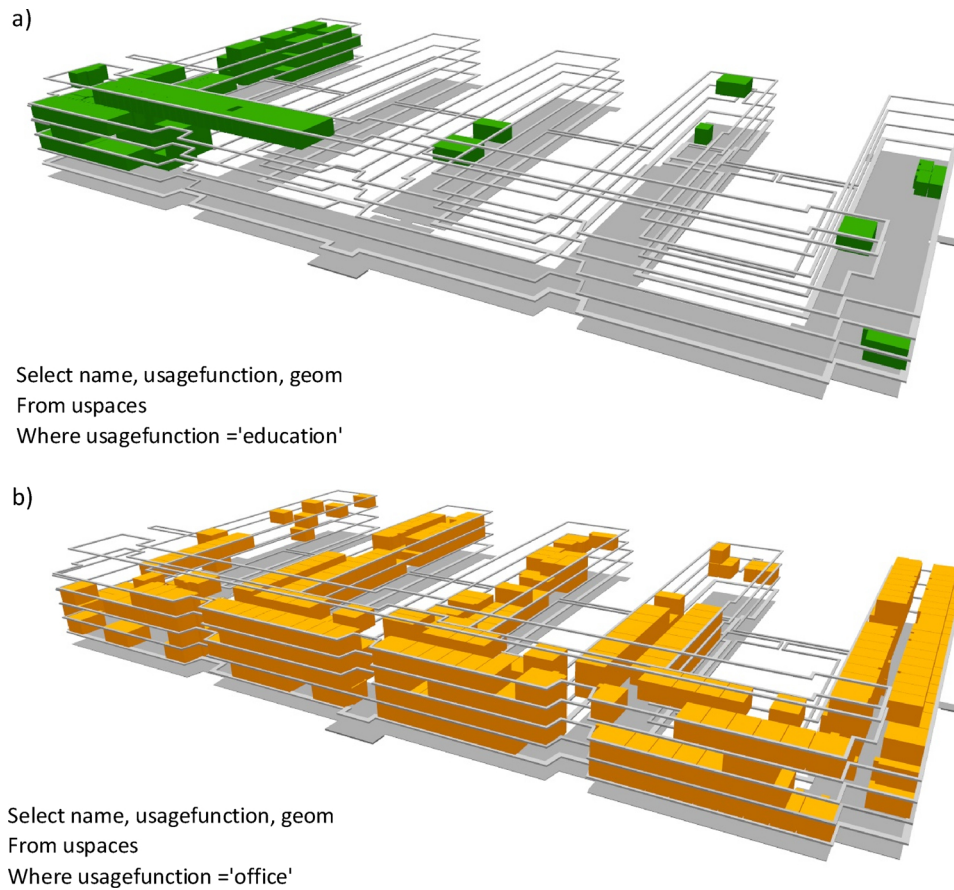 a)
Select name, usagefunction, geom
From uspaces
Where usagefunction ='education'
b)
Select name, usagefunction, geom
From uspaces
Where usagefunction ='office'